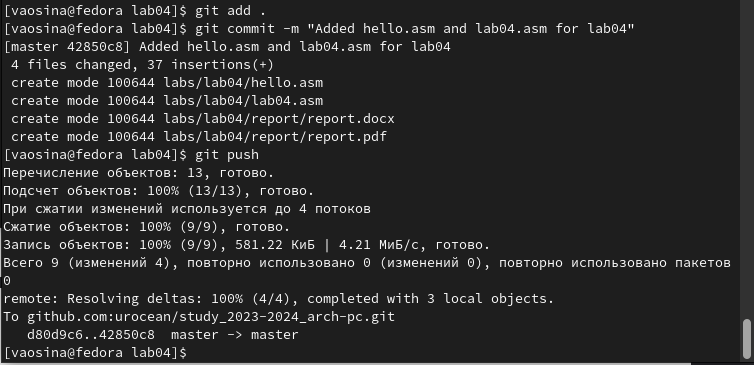 [vaosina@fedora lab04]$ git add .
[vaosina@fedora lab04]$ git commit -m "Added hello.asm and lab04.asm for lab04"
[master 42850c8] Added hello.asm and lab04.asm for lab04
 4 files changed, 37 insertions(+)
 create mode 100644 labs/lab04/hello.asm
 create mode 100644 labs/lab04/lab04.asm
 create mode 100644 labs/lab04/report/report.docx
 create mode 100644 labs/lab04/report/report.pdf
[vaosina@fedora lab04]$ git push
Перечисление объектов: 13, готово.
Подсчет объектов: 100% (13/13), готово.
При сжатии изменений используется до 4 потоков
Сжатие объектов: 100% (9/9), готово.
Запись объектов: 100% (9/9), 581.22 КиБ | 4.21 МиБ/с, готово.
Всего 9 (изменений 4), повторно использовано 0 (изменений 0), повторно использовано пакетов
0
remote: Resolving deltas: 100% (4/4), completed with 3 local objects.
To github.com:urocean/study_2023-2024_arch-pc.git
   d80d9c6..42850c8  master -> master
[vaosina@fedora lab04]$